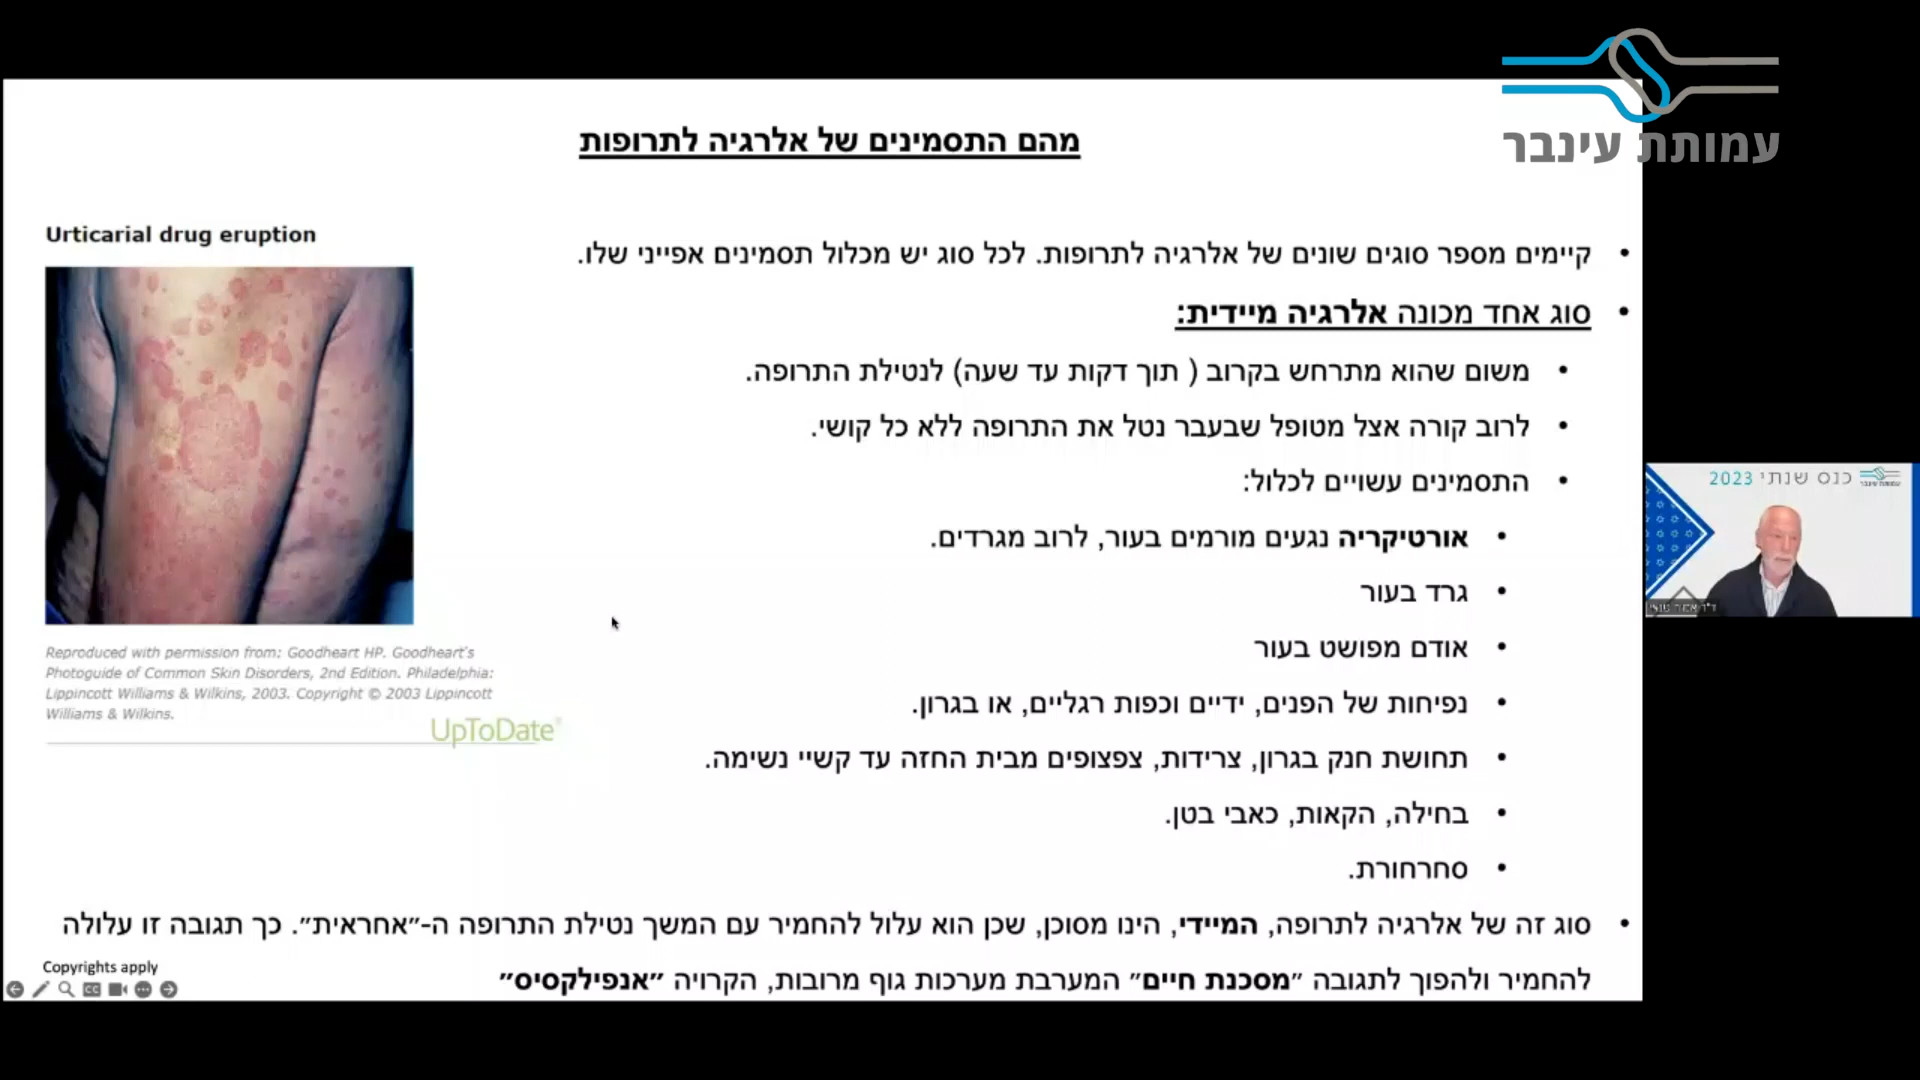 עמותת עינבר
מהם התסמינים של אלרגיה לתרופות
Urticarial drug eruption
• קיימים מספר סוגים שונים של אלרגיה לתרופות. לכל סוג יש מכלול תסמינים אפייני שלו.
• סוג אחד מכונה אלרגיה מיידית:
• משום שהוא מתרחש בקרוב ( תוך דקות עד שעה) לנטילת התרופה.
• לרוב קורה אצל מטופל שבעבר נטל את התרופה ללא כל קושי.
• התסמינים עשויים לכלול:
• אורטיקריה נגעים מורמים בעור, לרוב מגרדים.
• גרד בעור
• אודם מפושט בעור
• נפיחות של הפנים, ידיים וכפות רגליים, או בגרון.
• תחושת חנק בגרון, צרידות, צפצופים מבית החזה עד קשיי נשימה.
• בחילה, הקאות, כאבי בטן.
• סחרחורת.
• סוג זה של אלרגיה לתרופה, המיידי, הינו מסוכן, שכן הוא עלול להחמיר עם המשך נטילת התרופה ה-״אחראית״. כך תגובה זו עלולה
להחמיר ולהפוך לתגובה ״מסכנת חיים״ המערבת מערכות גוף מרובות, הקרויה ״אנפילקסיס״
Reproduced with permission from: Goodheart HP. Goodheart's
Photoguide of Common Skin Disorders, 2nd Edition. Philadelphia:
Lippincott Williams & Wilkins, 2003. Copyright © 2003 Lippincott
Williams & Wilkins.
UpToDate®
Copyrights apply
CC
כנס שנתי 2023
ד״ר